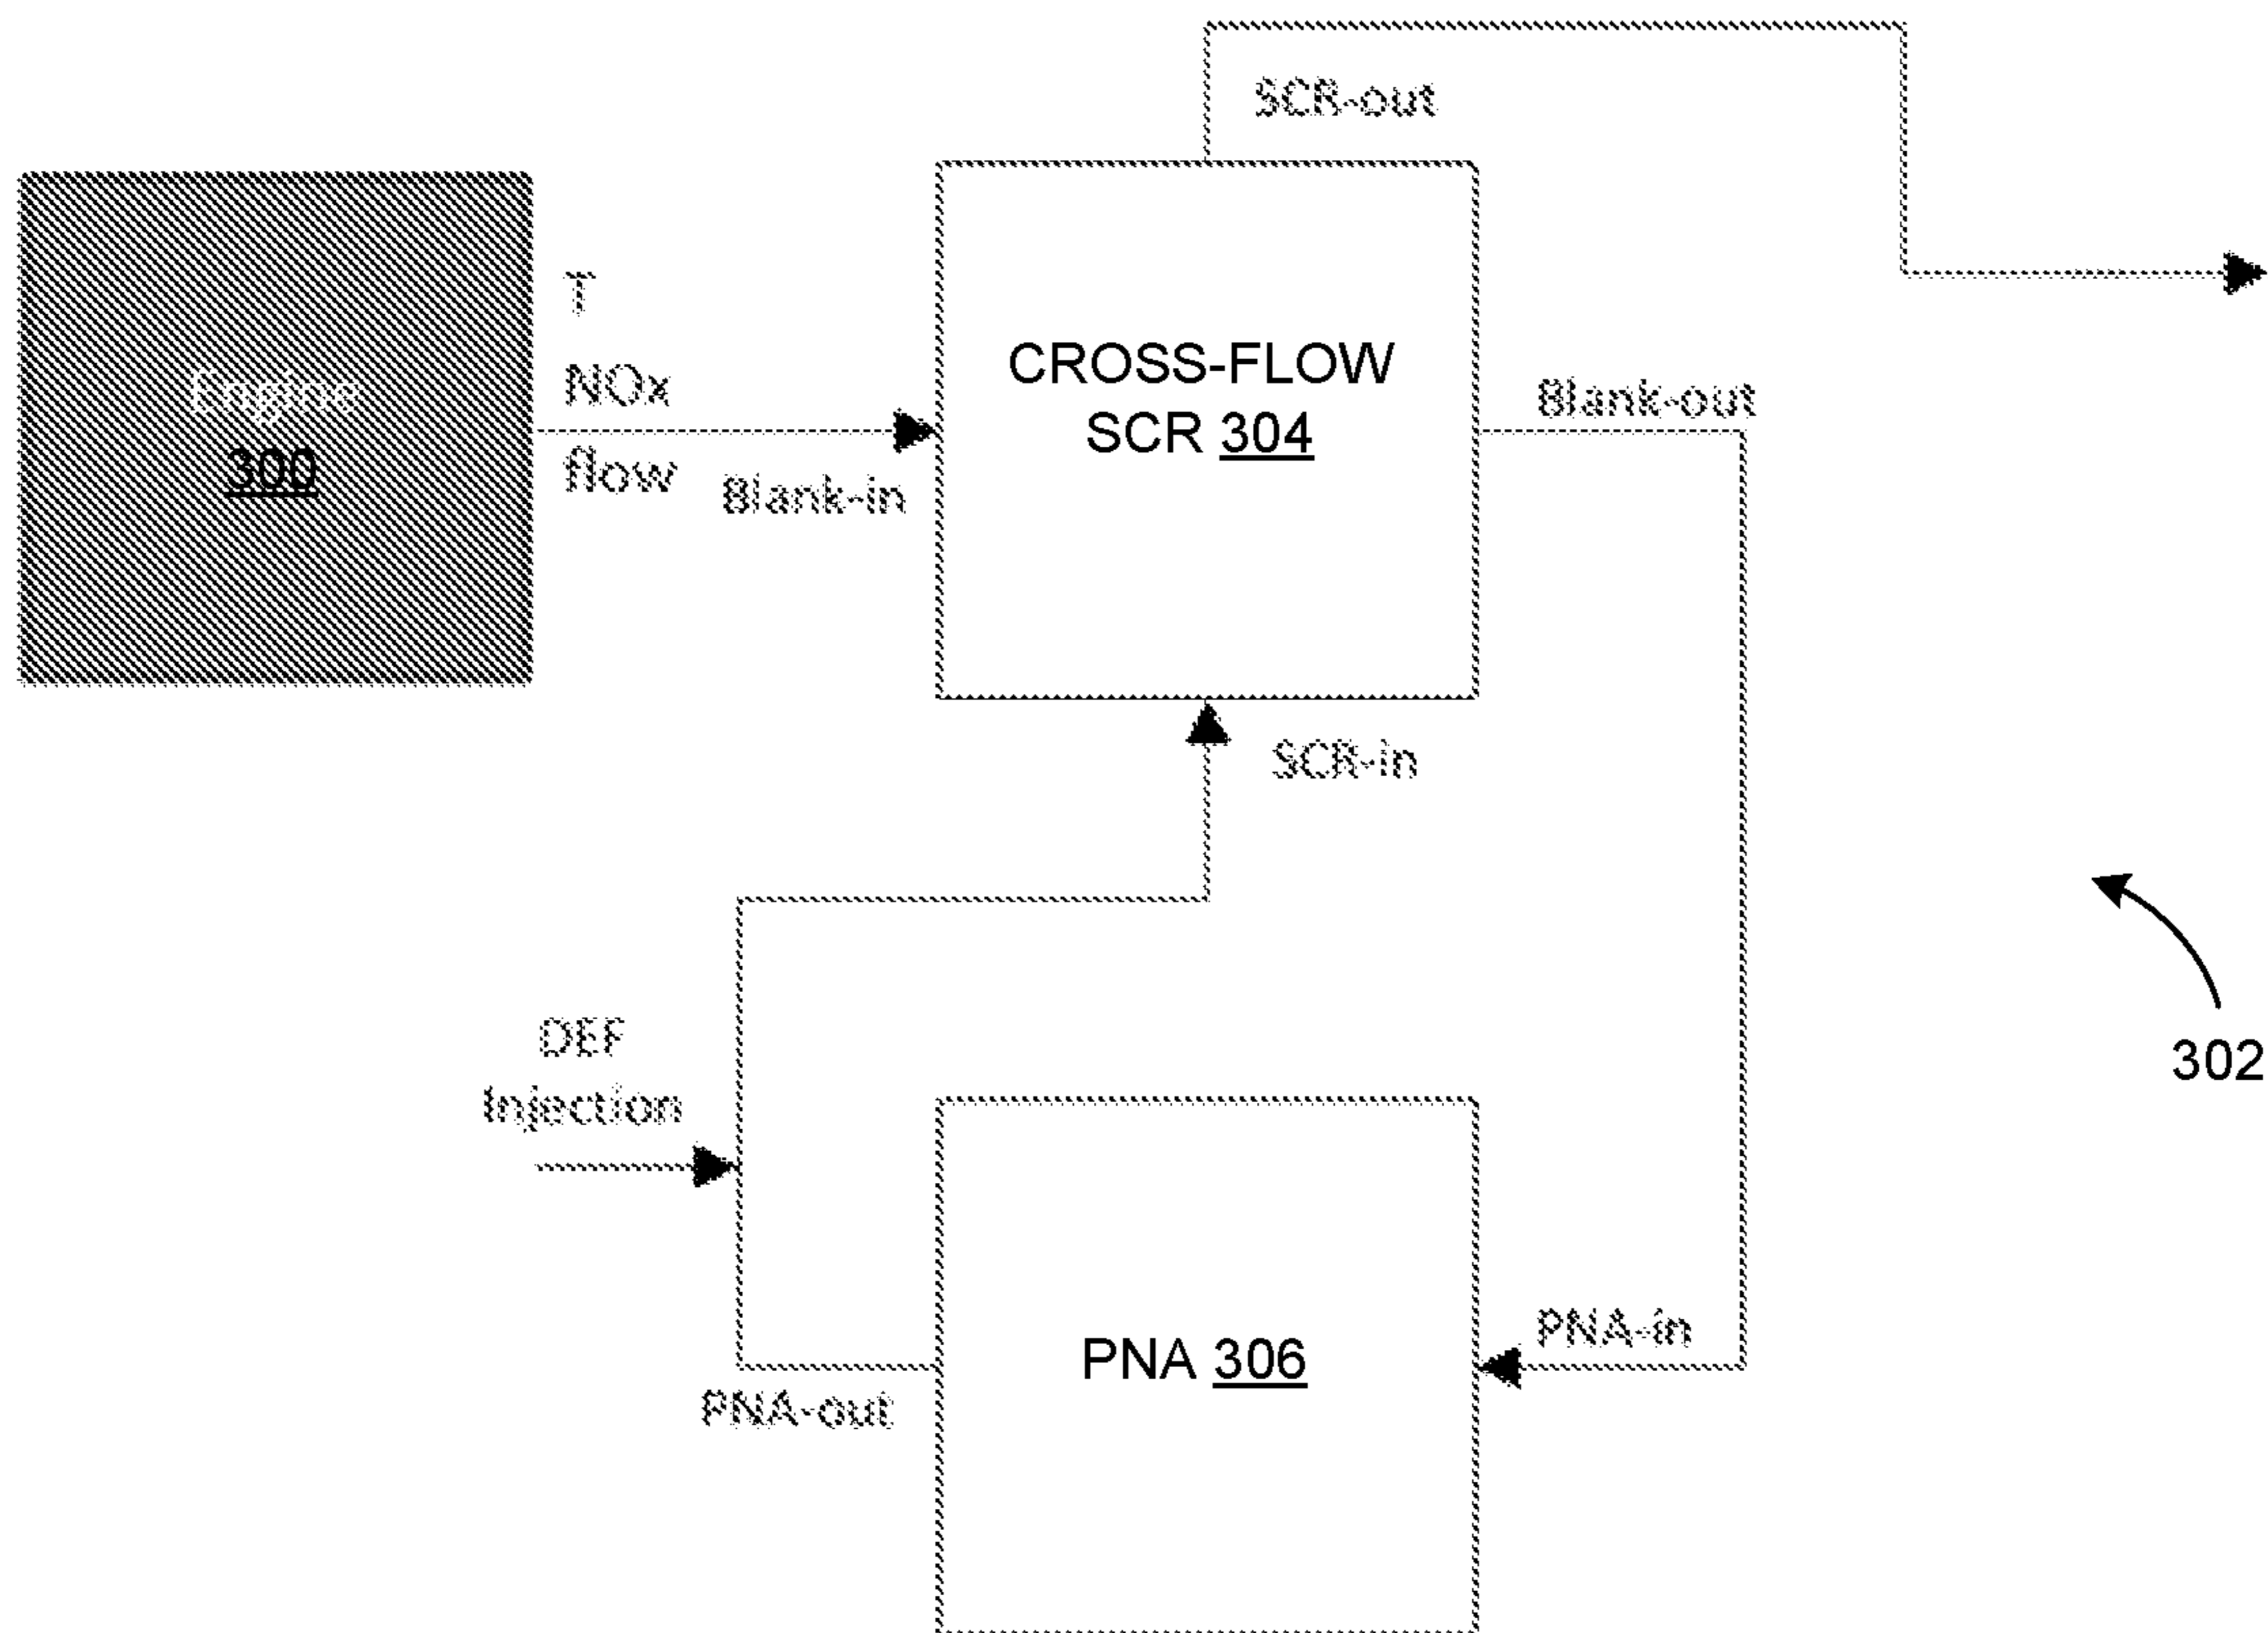 SCR-out
T
NOx
flow
Blank-in
Engine
300
CROSS-FLOW
SCR 304
Blank-out
SCR-in
302
DEF
Injection
PNA-out
PNA 306
PNA-in